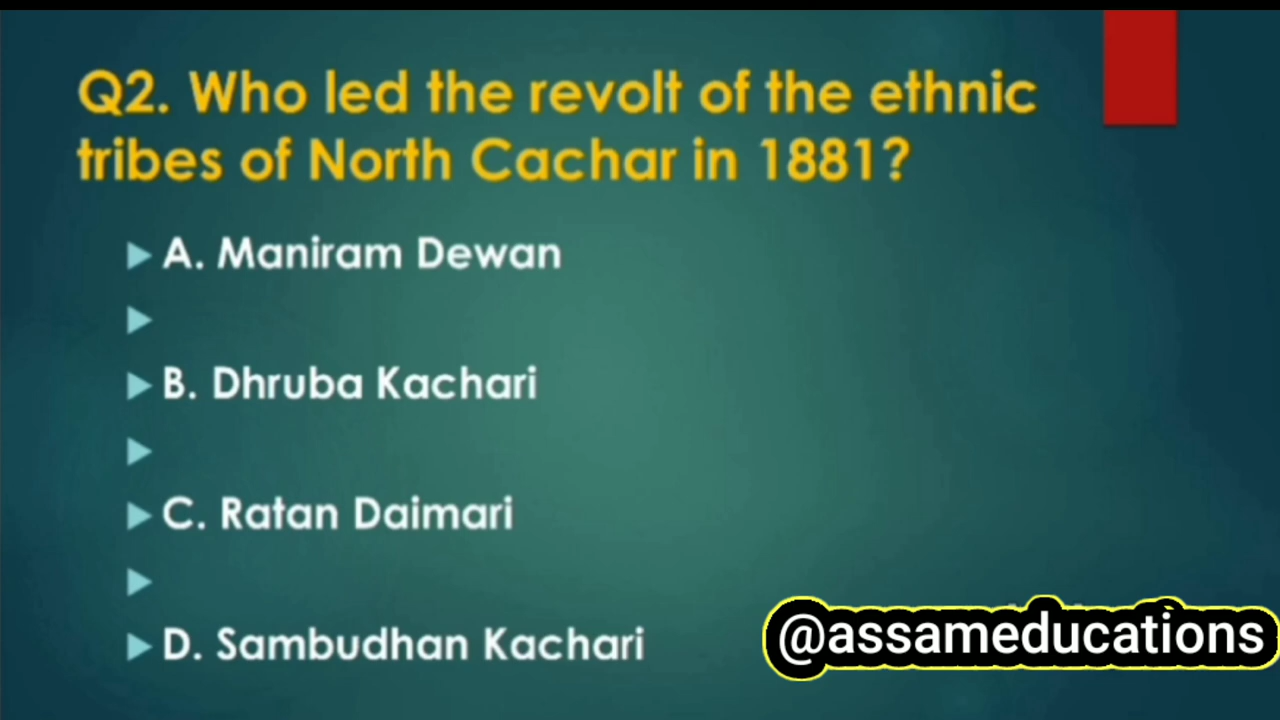 Q2. Who led the revolt of the ethnic
tribes of North Cachar in 1881?
A. Maniram Dewan
B. Dhruba Kachari
C. Ratan Daimari
D. Sambudhan Kachari
@assameducations